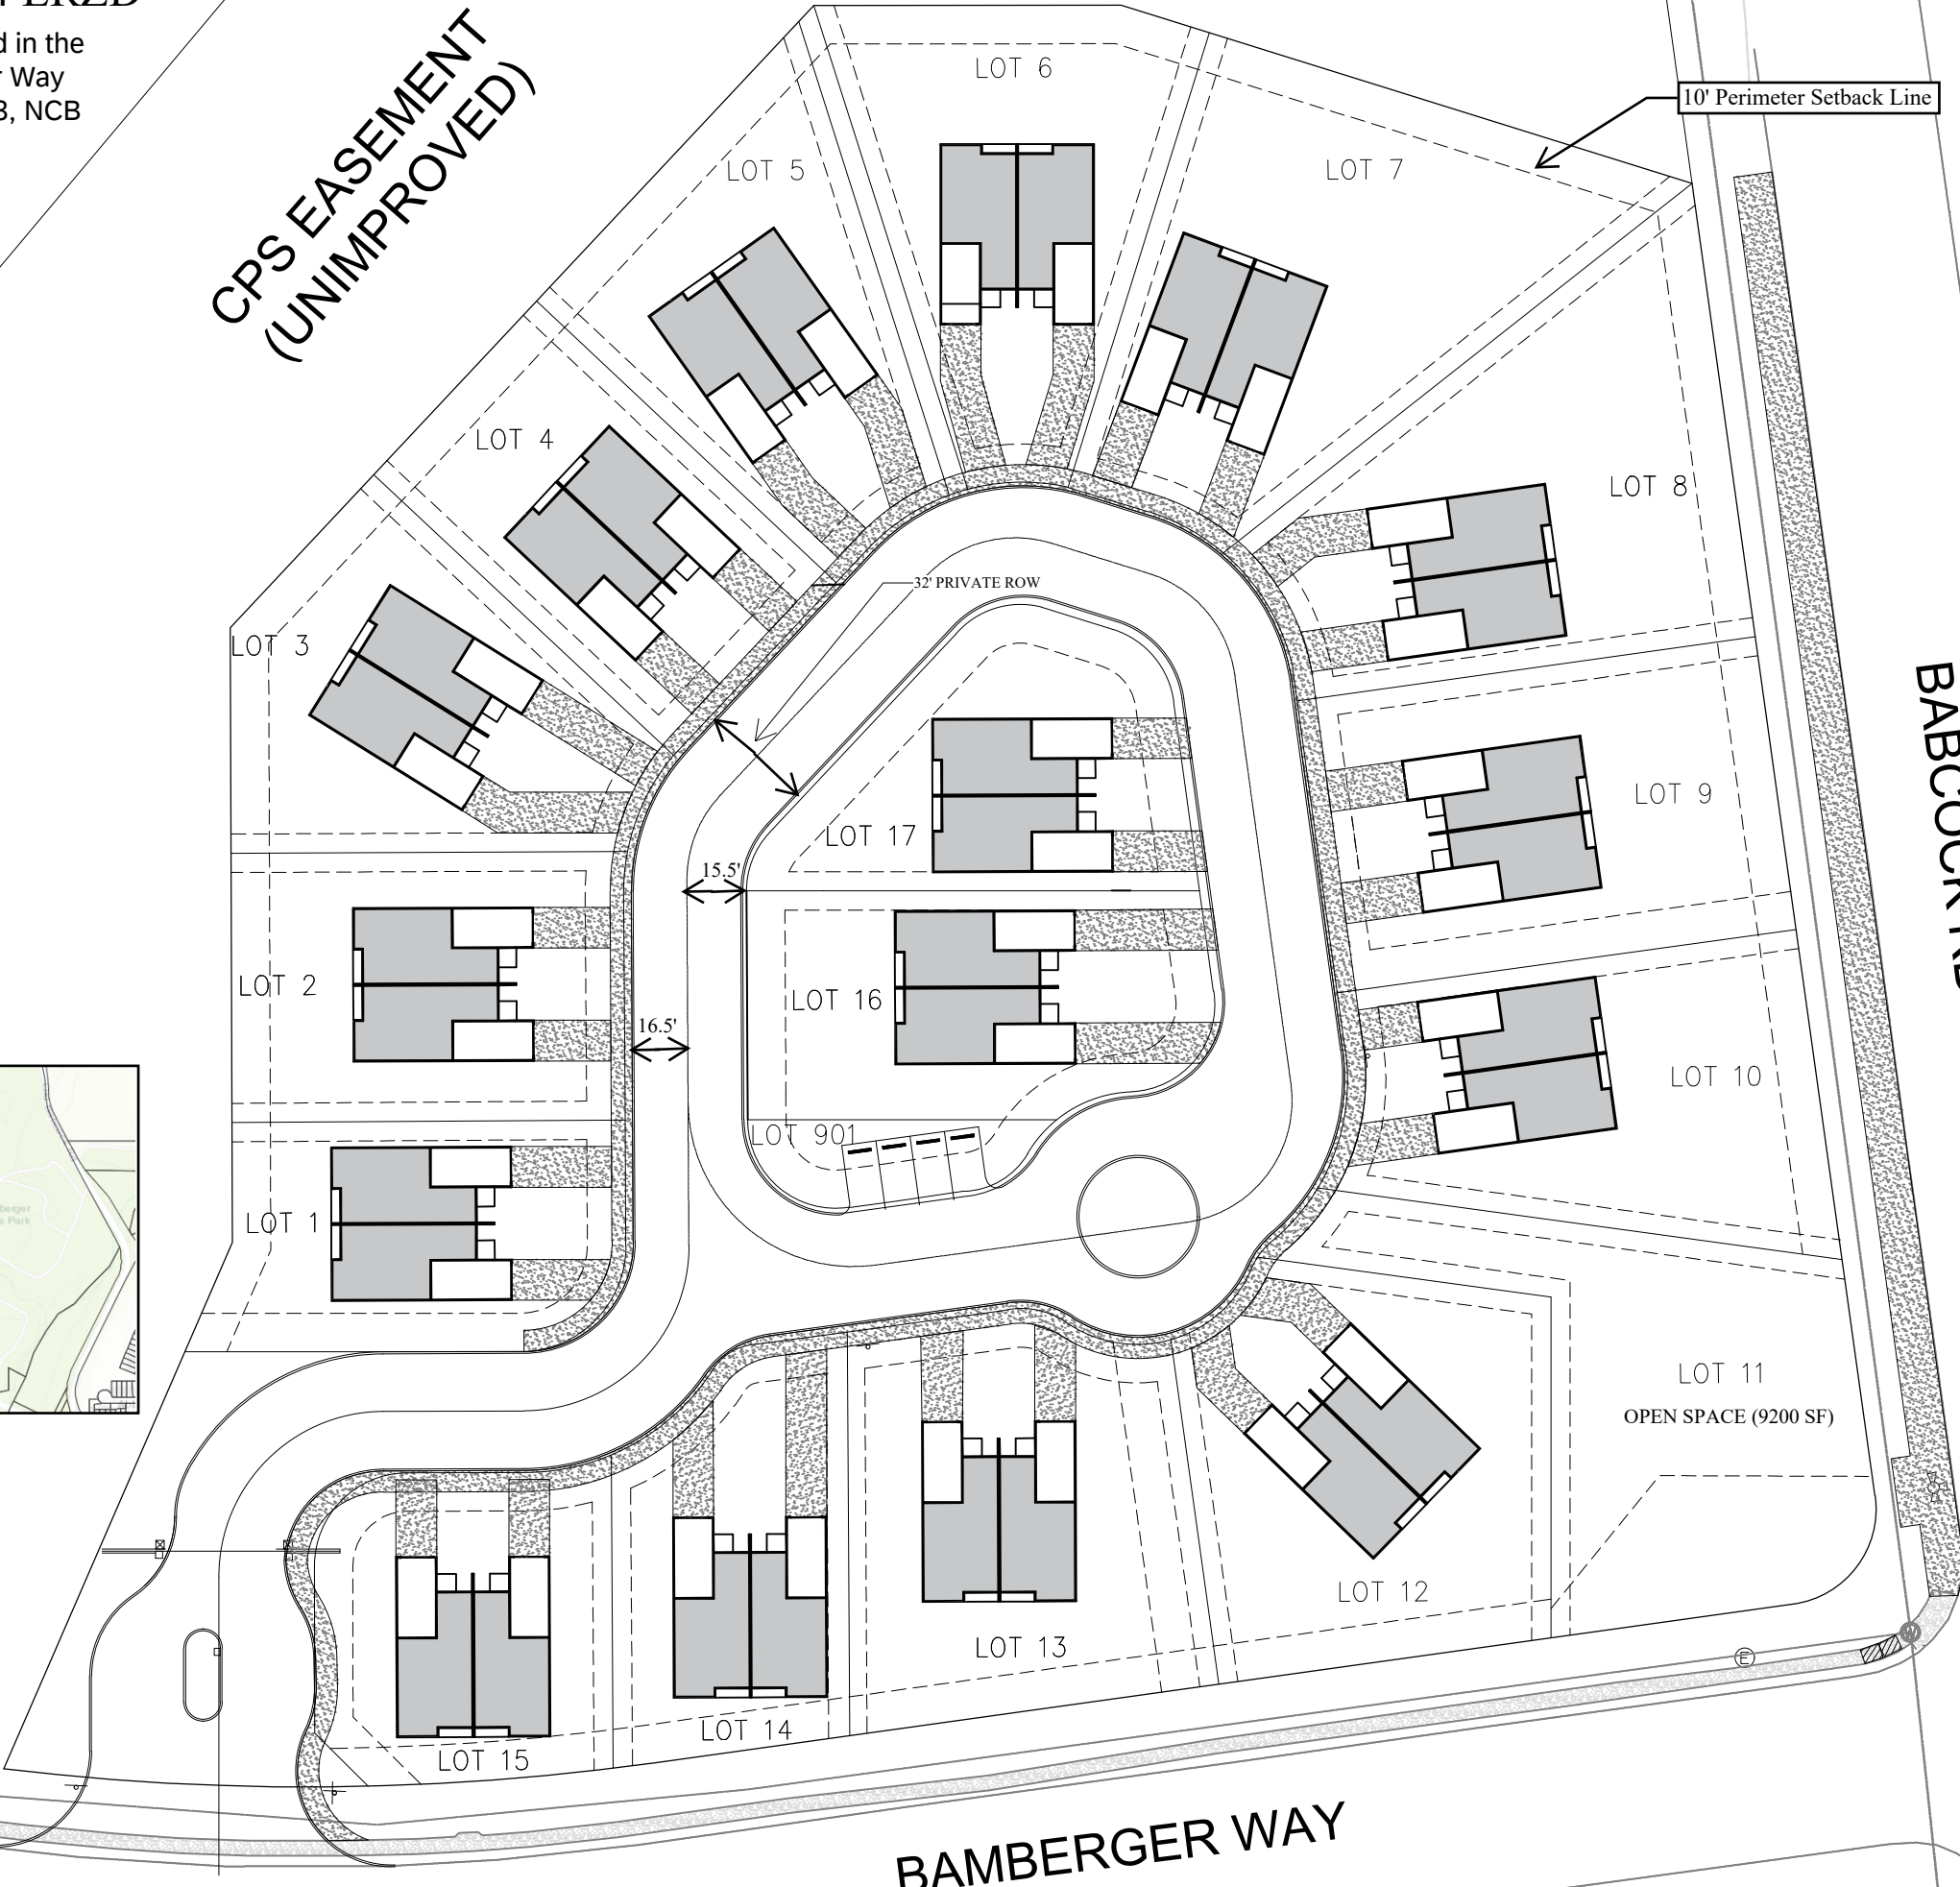 d in the
Way
3, NCB
CPS EASEMENT
(UNIMPROVED)
10' Perimeter Setback Line
LOT 6
LOT 5
LOT 7
LOT 4
LOT 8
LOT 3
32' PRIVATE ROW
LOT 9
LOT 17
15.5'
LOT 2
LOT 16
16.5'
LOT 10
LOT 901
LOT 1
LOT 11
OPEN SPACE (9200 SF)
LOT 12
LOT 13
LOT 14
LOT 15
E
W
BAMBERGER WAY
BABCOCK RD